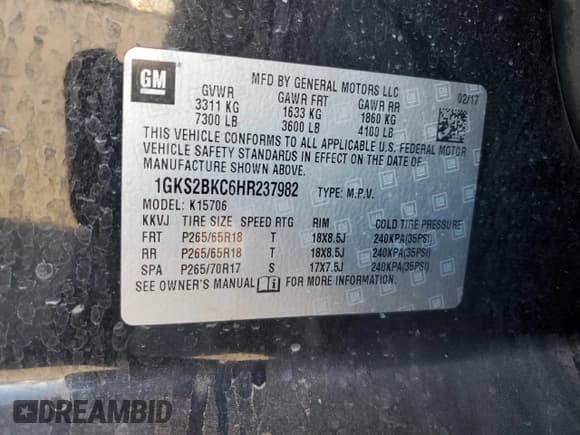 GM
MFD BY GENERAL MOTORS LLC
GVWR GAWR FRT GAWR RR 02/17
3311 KG 1633 KG 1860 KG
7300 LB 3600 LB 4100 LB
THIS VEHICLE CONFORMS TO ALL APPLICABLE U.S. FEDERAL MOTOR
VEHICLE SAFETY STANDARDS IN EFFECT ON THE DATE OF
MANUFACTURE SHOWN ABOVE.
1GKS2BKC6HR237982 TYPE: M.P.V.
MODEL: K15706
KKVJ TIRE SIZE SPEED RTG RIM COLD TIRE PRESSURE
FRT P265/65R18 T 18X8.5J 240KPA(35PSI)
RR P265/65R18 T 18X8.5J 240KPA(35PSI)
SPA P265/70R17 S 17X7.5J 240KPA(35PSI)
SEE OWNER'S MANUAL FOR MORE INFORMATION.
DREAMBID